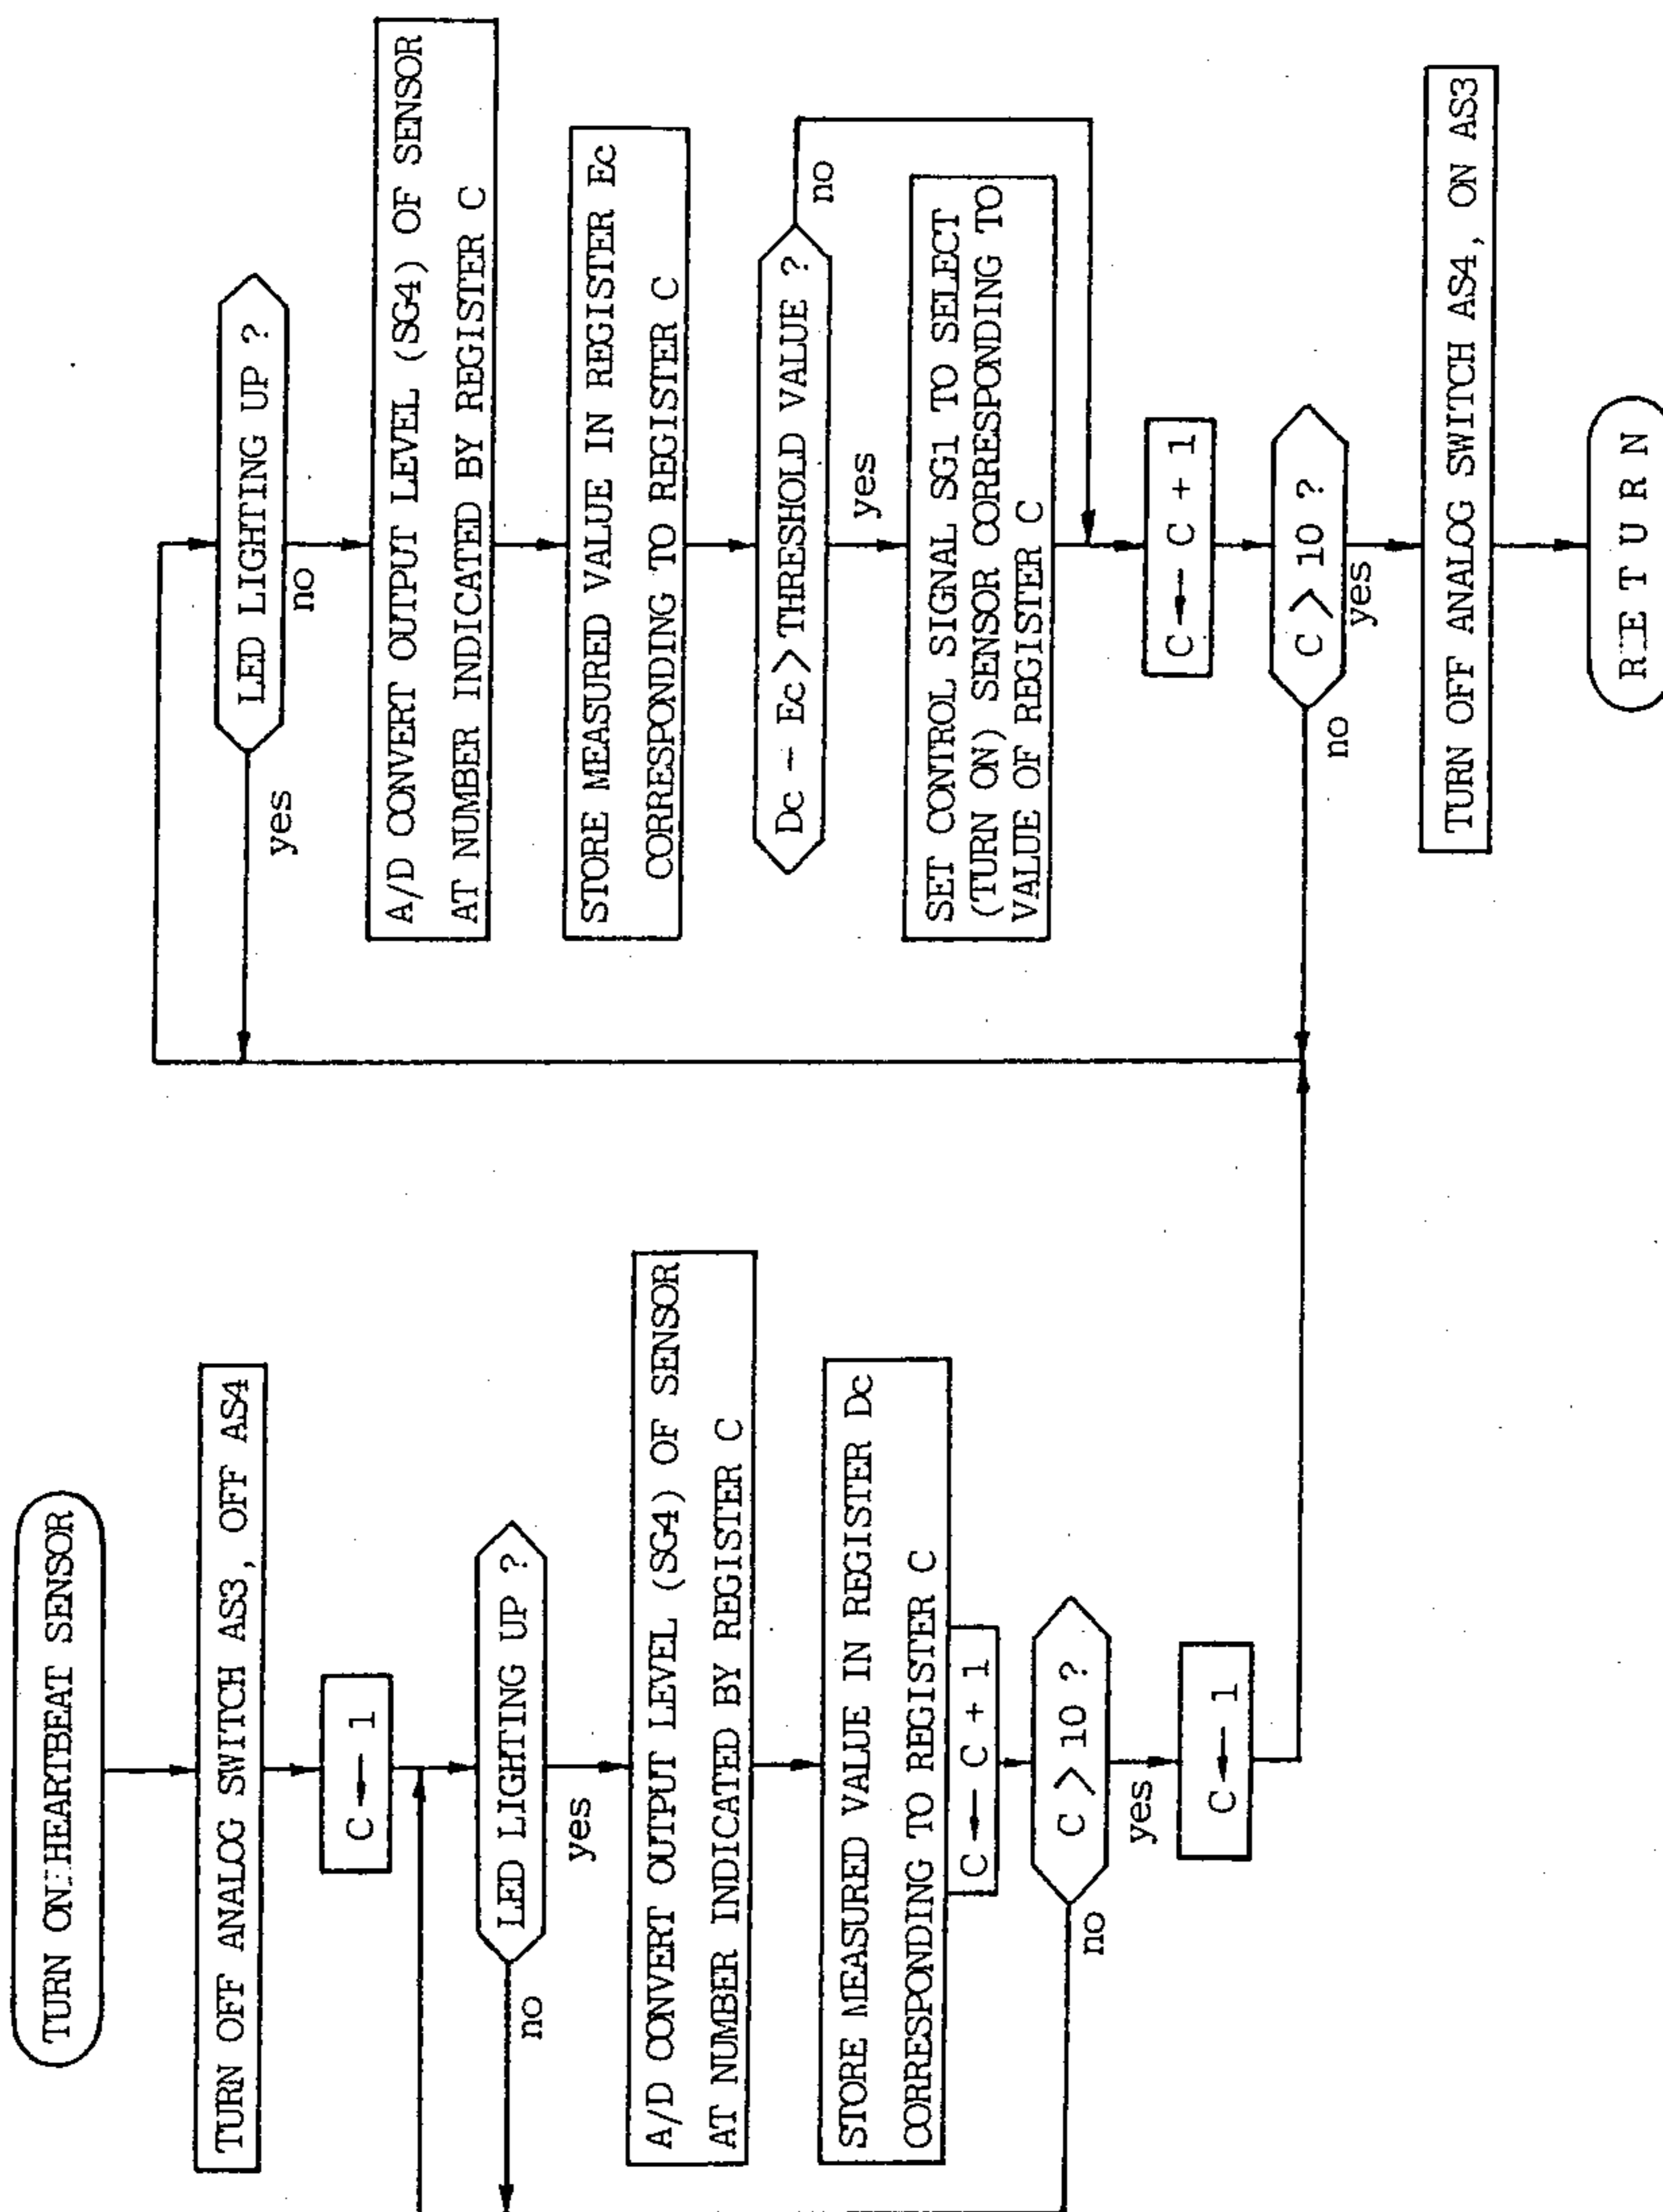 TURN ON HEARTBEAT SENSOR
TURN OFF ANALOG SWITCH AS3, OFF AS4
C ← 1
LED LIGHTING UP ?
no
yes
A/D CONVERT OUTPUT LEVEL (SG4) OF SENSOR
AT NUMBER INDICATED BY REGISTER C
STORE MEASURED VALUE IN REGISTER Dc
CORRESPONDING TO REGISTER C
C ← C + 1
C > 10 ?
no
yes
C ← 1
LED LIGHTING UP ?
yes
no
A/D CONVERT OUTPUT LEVEL (SG4) OF SENSOR
AT NUMBER INDICATED BY REGISTER C
STORE MEASURED VALUE IN REGISTER Ec
CORRESPONDING TO REGISTER C
Dc - Ec > THRESHOLD VALUE ?
no
yes
SET CONTROL SIGNAL SG1 TO SELECT
(TURN ON) SENSOR CORRESPONDING TO
VALUE OF REGISTER C
C ← C + 1
C > 10 ?
no
yes
TURN OFF ANALOG SWITCH AS4, ON AS3
RETURN